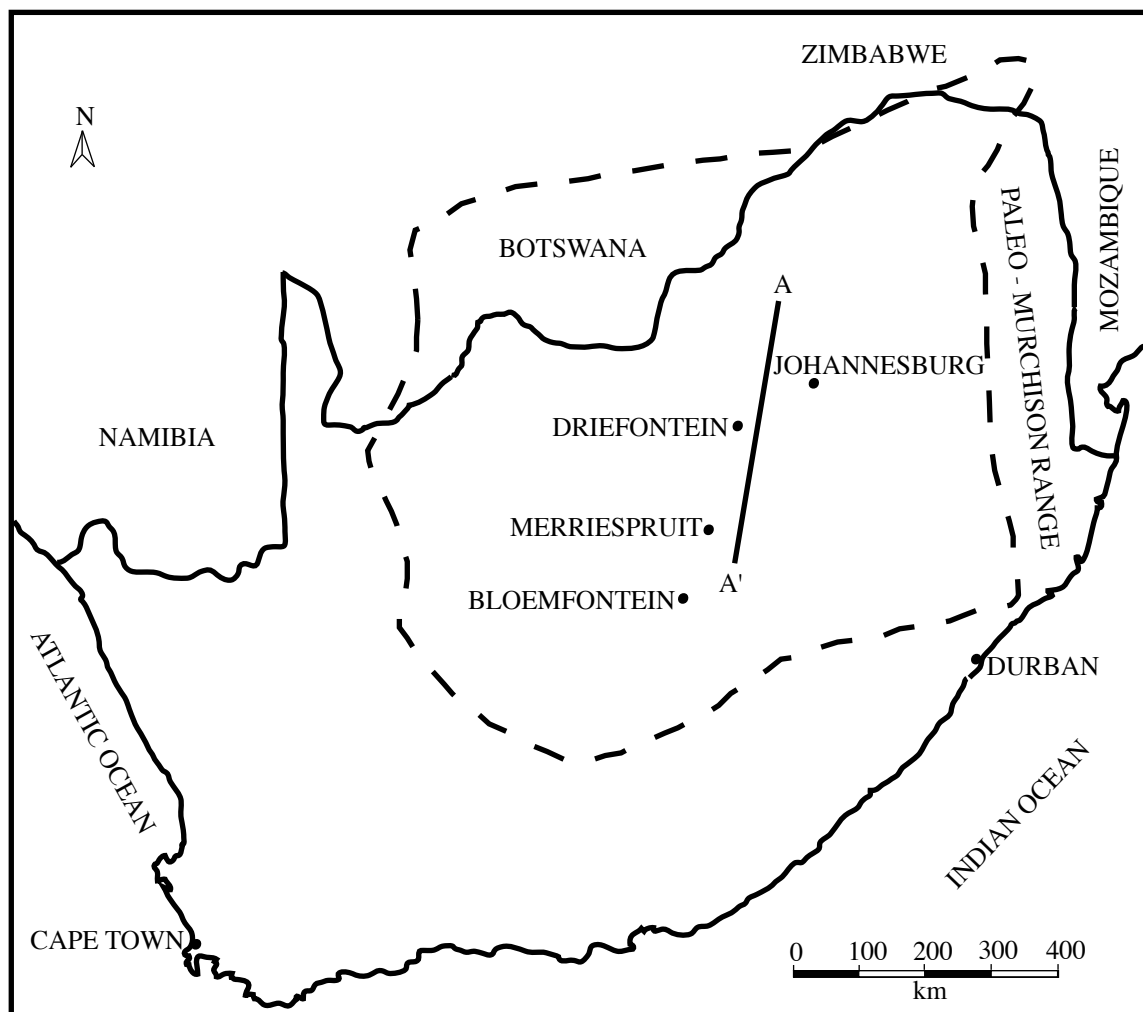 ZIMBABWE
N
MOZAMBIQUE
PALEO - MURCHISON RANGE
BOTSWANA
A
JOHANNESBURG
DRIEFONTEIN
NAMIBIA
MERRIESPRUIT
A'
BLOEMFONTEIN
ATLANTIC OCEAN
DURBAN
INDIAN OCEAN
CAPE TOWN
0 100 200 300 400
km